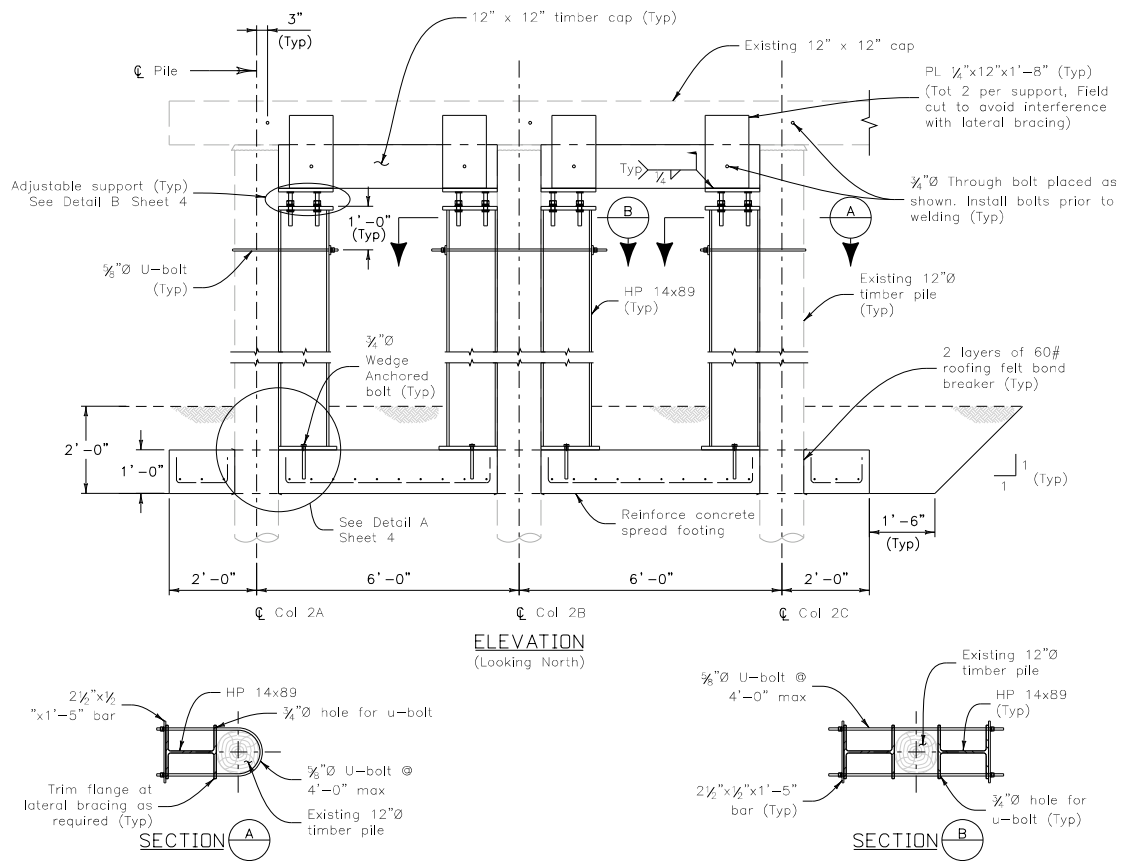 3"
(Typ)
12" x 12" timber cap (Typ)
Existing 12" x 12" cap
℄ Pile
PL ¼"x12"x1'-8" (Typ)
(Tot 2 per support, Field
cut to avoid interference
with lateral bracing)
Adjustable support (Typ)
See Detail B Sheet 4
Typ
¼
¾"Ø Through bolt placed as
shown. Install bolts prior to
welding (Typ)
1'-0"
(Typ)
B
A
⅝"Ø U-bolt
(Typ)
HP 14x89
(Typ)
Existing 12"Ø
timber pile
(Typ)
¾"Ø
Wedge
Anchored
bolt (Typ)
2 layers of 60#
roofing felt bond
breaker (Typ)
2'-0"
1'-0"
1
1
(Typ)
See Detail A
Sheet 4
Reinforce concrete
spread footing
1'-6"
(Typ)
2'-0"
6'-0"
6'-0"
2'-0"
℄ Col 2A
℄ Col 2B
℄ Col 2C
ELEVATION
(Looking North)
2½"x½
"x1'-5" bar
HP 14x89
¾"Ø hole for u-bolt
Trim flange at
lateral bracing as
required (Typ)
⅝"Ø U-bolt @
4'-0" max
Existing 12"Ø
timber pile
SECTION A
⅝"Ø U-bolt @
4'-0" max
Existing 12"Ø
timber pile
HP 14x89
(Typ)
2½"x½"x1'-5"
bar (Typ)
¾"Ø hole for
u-bolt (Typ)
SECTION B